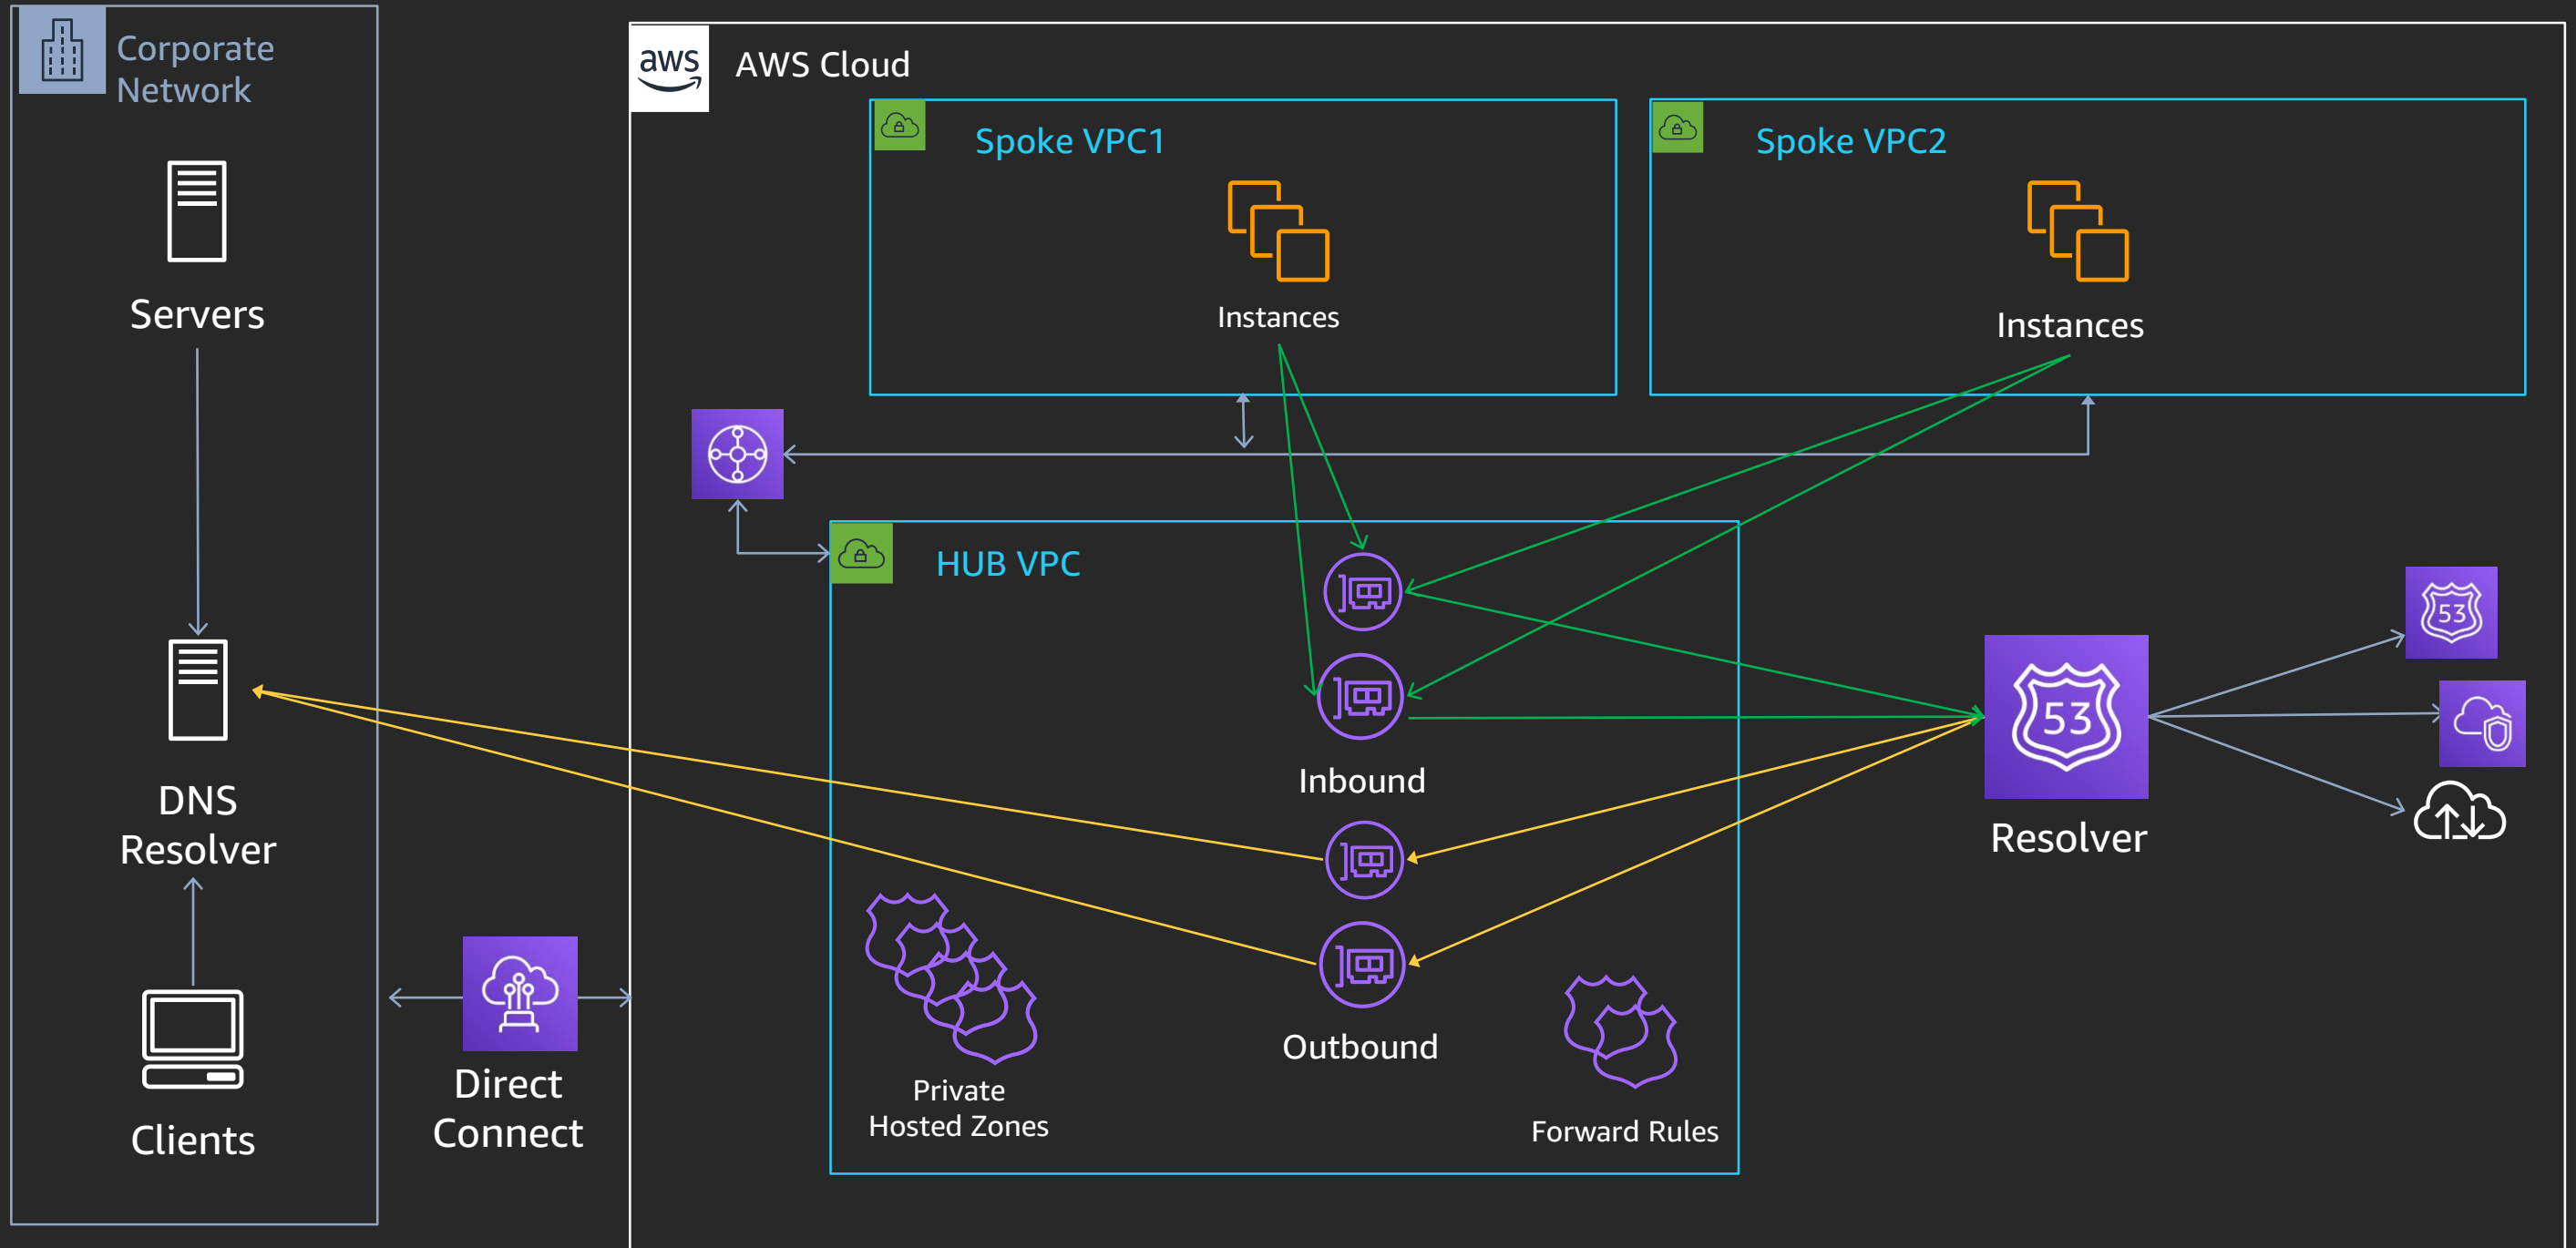 Corporate
Network
Servers
DNS
Resolver
Clients
Direct
Connect
aws
AWS Cloud
Spoke VPC1
Instances
Spoke VPC2
Instances
HUB VPC
Inbound
Outbound
Private
Hosted Zones
Forward Rules
53
Resolver
53